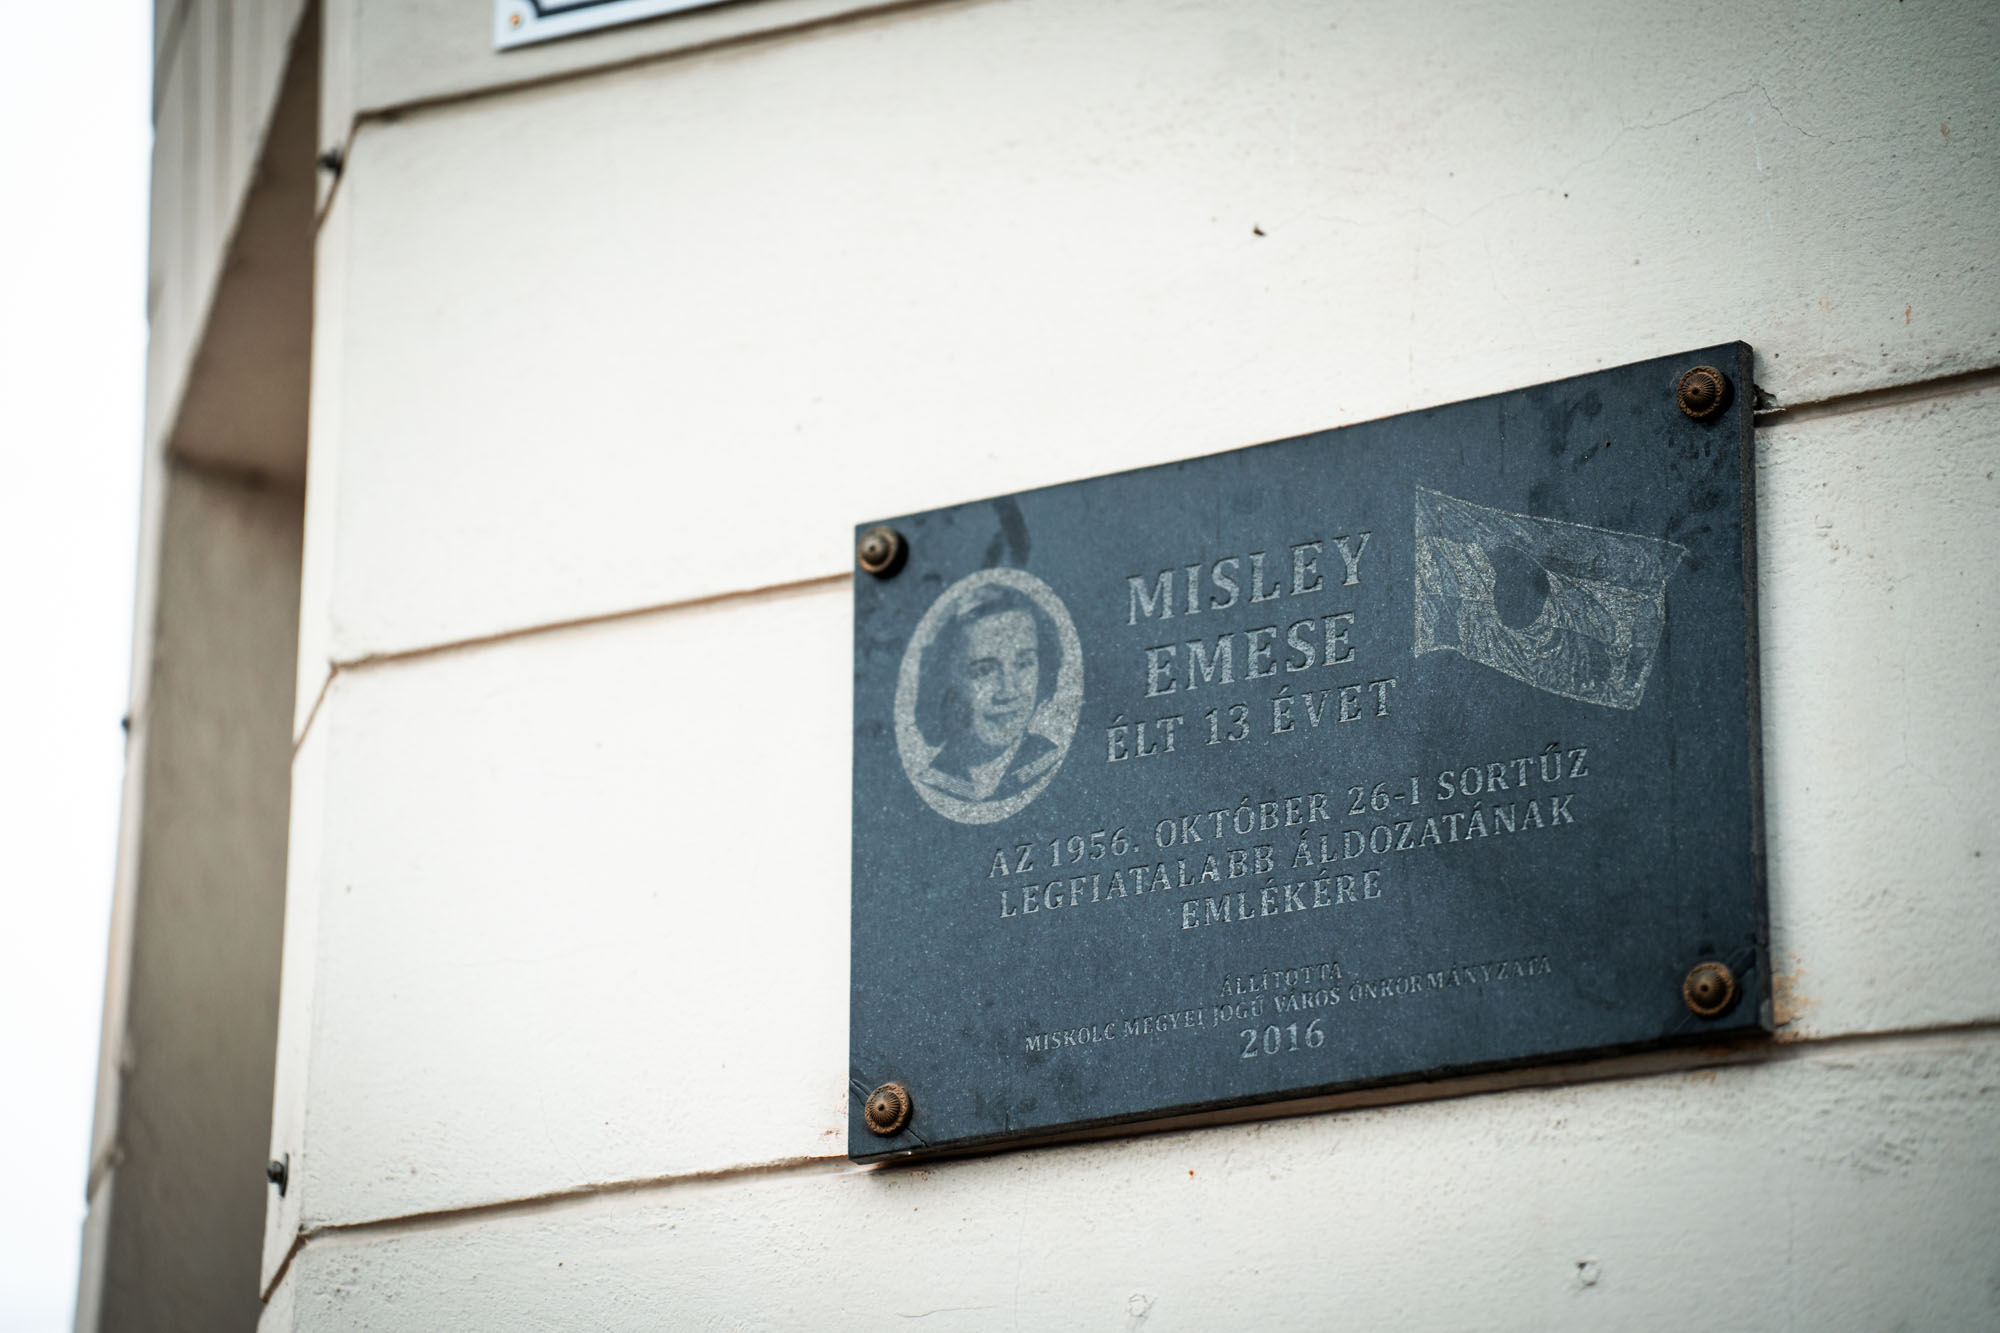 MISLEY
EMESE
ÉLT 13 ÉVET
AZ 1956. OKTÓBER 26-I SORTŰZ
LEGFIATALABB ÁLDOZATÁNAK
EMLÉKÉRE
ÁLLÍTOTTA
MISKOLC MEGYEI JOGÚ VÁROS ÖNKORMÁNYZATA
2016